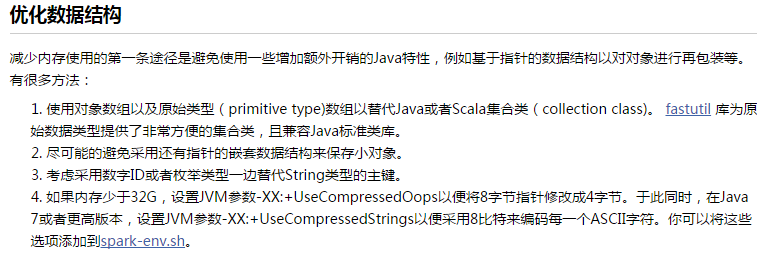 优化数据结构
减少内存使用的第一条途径是避免使用一些增加额外开销的Java特性，例如基于指针的数据结构以对对象进行再包装等。
有很多方法：
1. 使用对象数组以及原始类型（primitive type)数组以替代Java或者Scala集合类（collection class)。 fastutil 库为原
始数据类型提供了非常方便的集合类，且兼容Java标准类库。
2. 尽可能的避免采用还有指针的嵌套数据结构来保存小对象。
3. 考虑采用数字ID或者枚举类型一边替代String类型的主键。
4. 如果内存少于32G，设置JVM参数-XX:+UseCompressedOops以便将8字节指针修改成4字节。于此同时，在Java
7或者更高版本，设置JVM参数-XX:+UseCompressedStrings以便采用8比特来编码每一个ASCII字符。你可以将这些
选项添加到spark-env.sh。